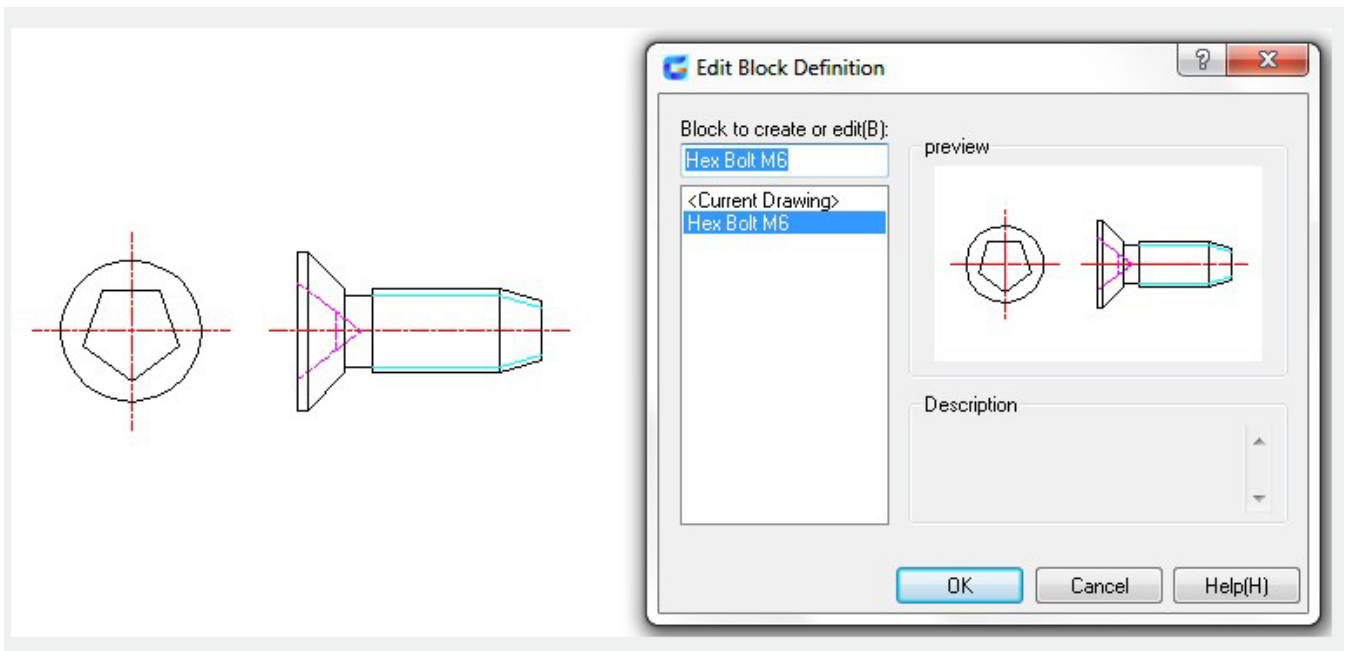 Edit Block Definition
Block to create or edit(B):
Hex Bolt M6
<Current Drawing>
Hex Bolt M6
preview
Description
OK
Cancel
Help(H)